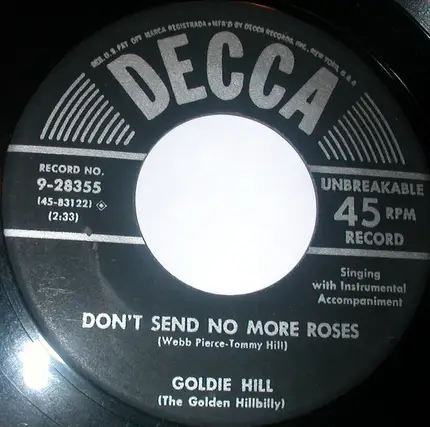 REG. U.S. PAT. OFF. MARCA REGISTRADA • MF'R'D BY DECCA RECORDS, INC., NEW YORK, U.S.A.
DECCA
RECORD NO.
9-28355
(45-83122)
(2:33)
UNBREAKABLE
45 RPM
RECORD
Singing
with Instrumental
Accompaniment
DON'T SEND NO MORE ROSES
(Webb Pierce-Tommy Hill)
GOLDIE HILL
(The Golden Hillbilly)